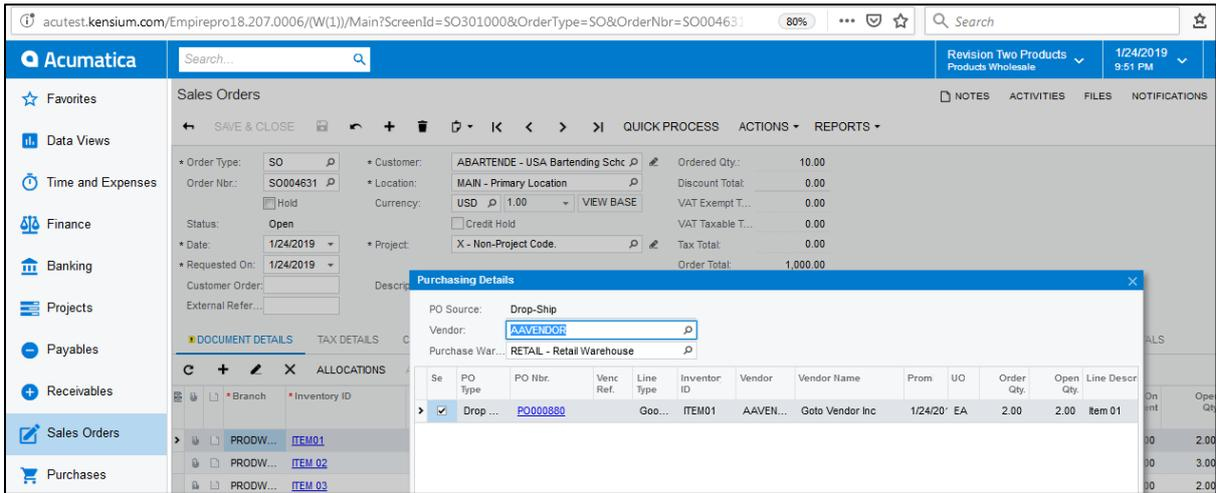 acutest.kensium.com/Empirepro18.207.0006/(W(1))/Main?ScreenId=SO301000&OrderType=SO&OrderNbr=SO004631
80%
Search
Acumatica
Search...
Revision Two Products
Products Wholesale
1/24/2019
9:51 PM
Favorites
Data Views
Time and Expenses
Finance
Banking
Projects
Payables
Receivables
Sales Orders
Purchases
Sales Orders
NOTES ACTIVITIES FILES NOTIFICATIONS
SAVE & CLOSE QUICK PROCESS ACTIONS REPORTS
* Order Type: SO * Customer: ABARTENDE - USA Bartending Schc Ordered Qty.: 10.00
Order Nbr.: SO004631 * Location: MAIN - Primary Location Discount Total: 0.00
Hold Currency: USD 1.00 VIEW BASE VAT Exempt T... 0.00
Status: Open Credit Hold VAT Taxable T... 0.00
* Date: 1/24/2019 * Project: X - Non-Project Code. Tax Total: 0.00
* Requested On: 1/24/2019 Order Total: 1,000.00
Customer Order: Descrip
External Refer...
DOCUMENT DETAILS TAX DETAILS C ALS
ALLOCATIONS
* Branch * Inventory ID
PRODW... ITEM01 2.00
PRODW... ITEM 02 3.00
PRODW... ITEM 03 2.00
Purchasing Details
PO Source: Drop-Ship
Vendor: AAVENDOR
Purchase War... RETAIL - Retail Warehouse
Se PO Type PO Nbr. Venc Ref. Line Type Inventor ID Vendor Vendor Name Prom UO Order Qty. Open Qty. Line Descr
Drop ... PO000880 Goo... ITEM01 AAVEN... Goto Vendor Inc 1/24/20 EA 2.00 2.00 Item 01